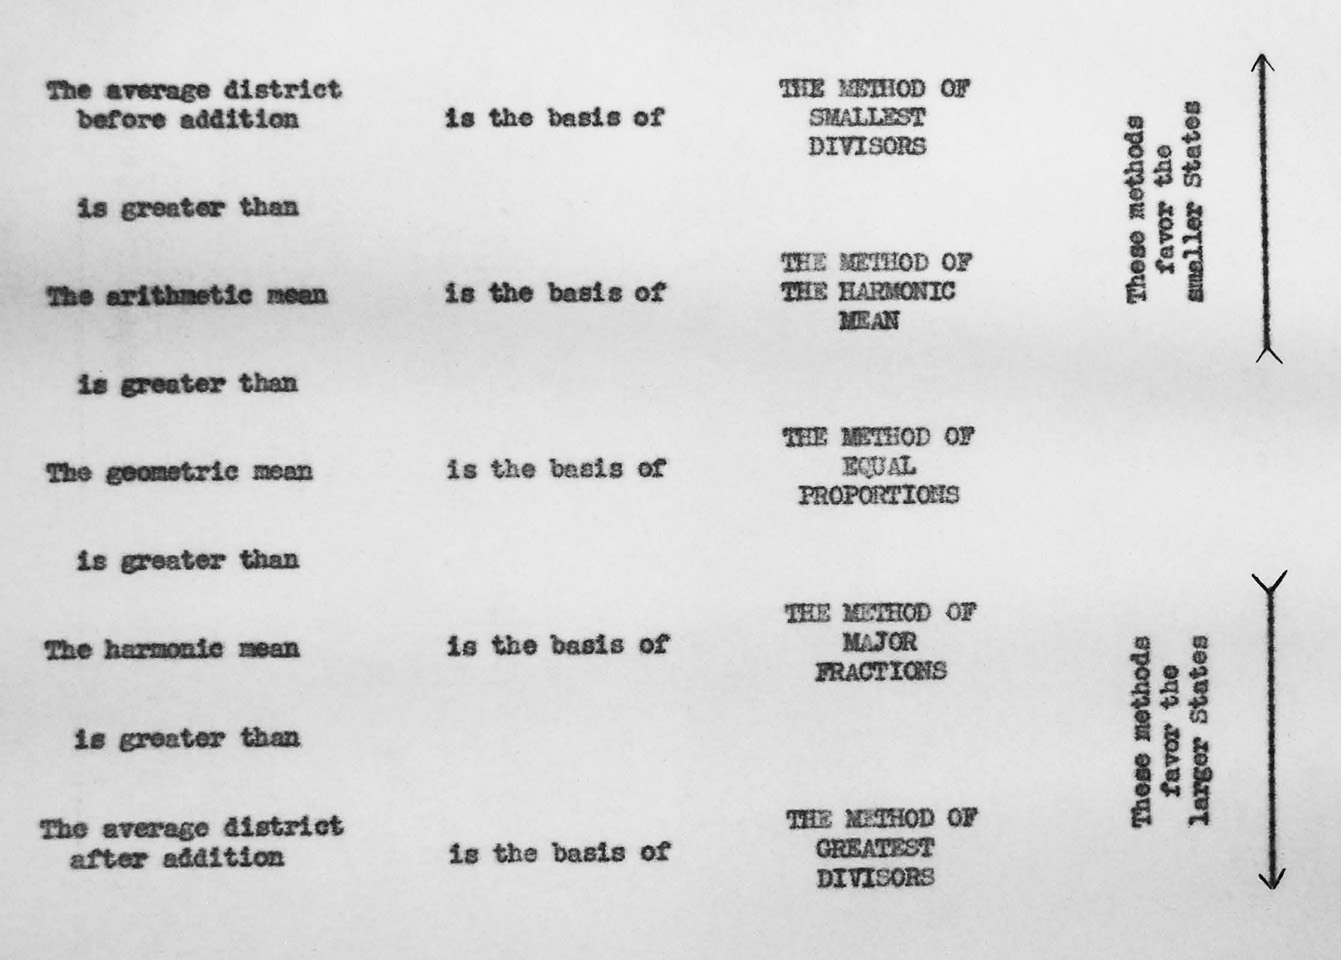 The average district
before addition
is the basis of
THE METHOD OF
SMALLEST
DIVISORS
is greater than
The arithmetic mean
is the basis of
THE METHOD OF
THE HARMONIC
MEAN
These methods
favor the
smaller States
is greater than
The geometric mean
is the basis of
THE METHOD OF
EQUAL
PROPORTIONS
is greater than
The harmonic mean
is the basis of
THE METHOD OF
MAJOR
FRACTIONS
is greater than
The average district
after addition
is the basis of
THE METHOD OF
GREATEST
DIVISORS
These methods
favor the
larger States